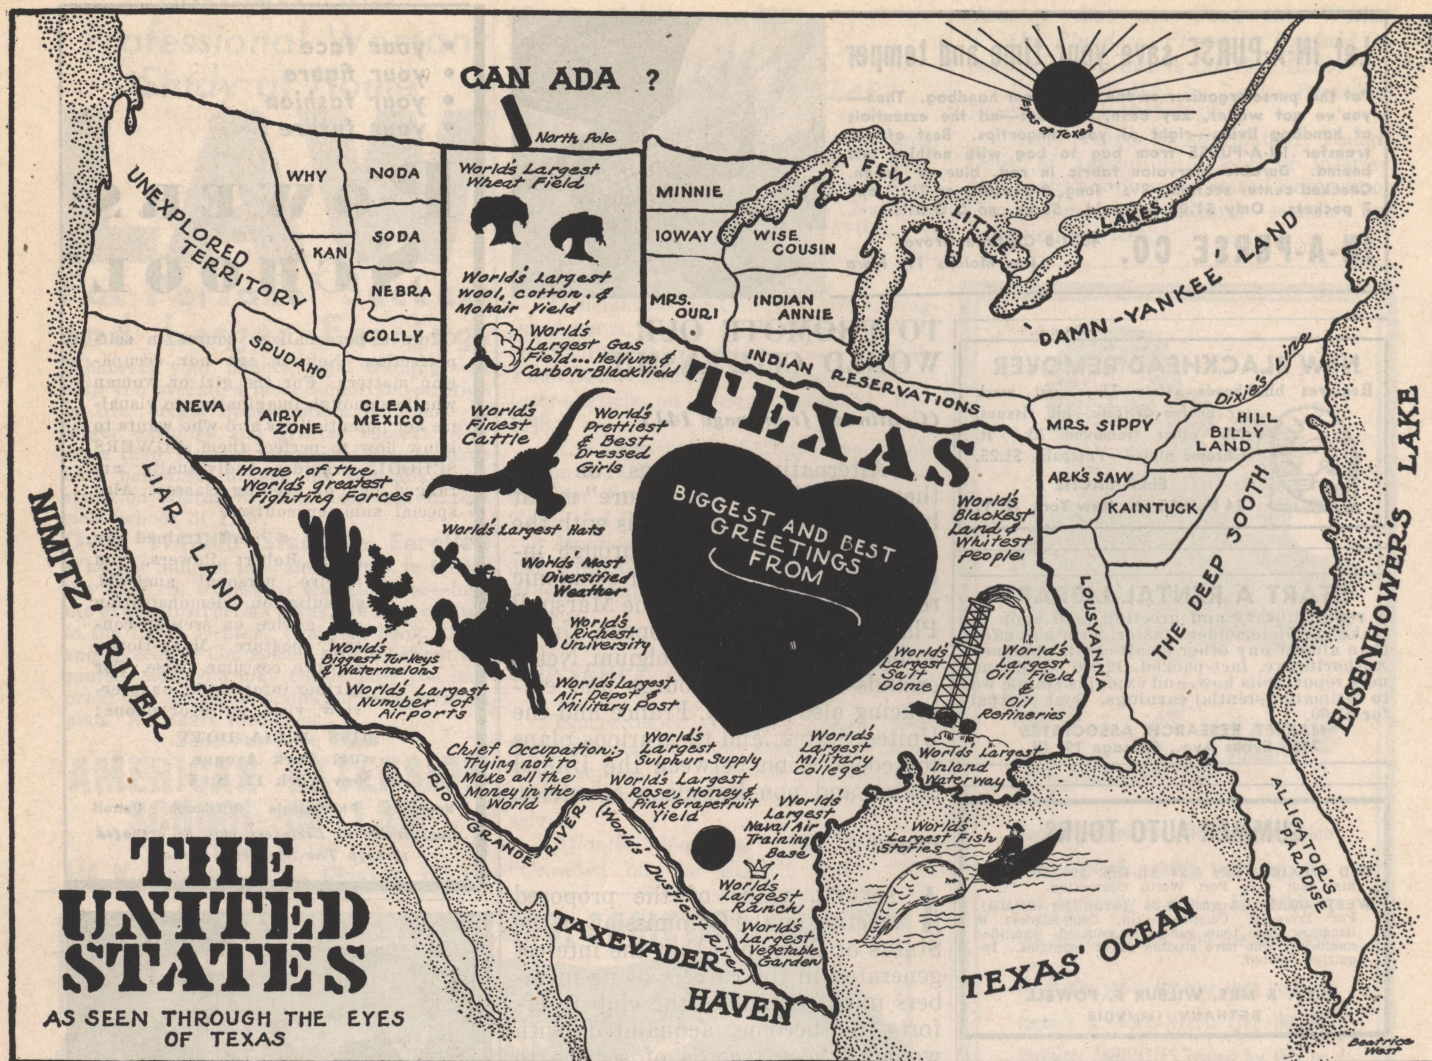 CAN ADA ?
North Pole
Eyes of Texas
UNEXPLORED
TERRITORY
WHY
KAN
NODA
SODA
NEBRA
COLLY
SPUDAHO
NEVA
AIRY
ZONE
CLEAN
MEXICO
LIAR LAND
NIMITZ' RIVER
MINNIE
IOWAY
MRS.
OURI
WISE
COUSIN
INDIAN
ANNIE
INDIAN RESERVATIONS
A FEW
LITTLE
LAKES
'DAMN-YANKEE' LAND
Dixie's Line
MRS. SIPPY
HILL
BILLY
LAND
ARK'S SAW
KAINTUCK
LOUSYANNA
THE DEEP SOOTH
ALLIGATOR'S
PARADIE
EISENHOWER'S LAKE
TEXAS
World's Largest
Wheat Field
World's Largest
Wool, cotton, &
Mohair Yield
World's
Largest Gas
Field... Helium &
Carbon-Black Yield
World's
Finest
Cattle
World's
Prettiest
& Best
Dressed
Girls
Home of the
World's greatest
Fighting Forces
World's Largest Hats
World's Most
Diversified
Weather
World's
Richest
University
World's
Biggest Turkeys
& Watermelons
World's Largest
Number of
Airports
World's Largest
Air Depot &
Military Post
BIGGEST AND BEST
GREETINGS
FROM
World's
Blackest
Land &
Whitest
People
World's
Largest
Salt
Dome
World's
Largest
Oil Field
&
Oil
Refineries
Chief Occupation:
Trying not to
Make all the
Money in the
World
World's
Largest
Sulphur Supply
World's
Largest
Military
College
World's Largest
Inland
Waterway
World's Largest
Rose, Honey &
Pink Grapefruit
Yield
World's
Largest
Naval Air
Training
Base
World's
Largest
Ranch
World's
Largest
Vegetable
Garden
World's
Largest Fish
Stories
RIO
GRANDE
RIVER
(World's Dustiest River)
TAXEVADER
HAVEN
TEXAS' OCEAN
THE
UNITED
STATES
AS SEEN THROUGH THE EYES
OF TEXAS
Beatrice
West